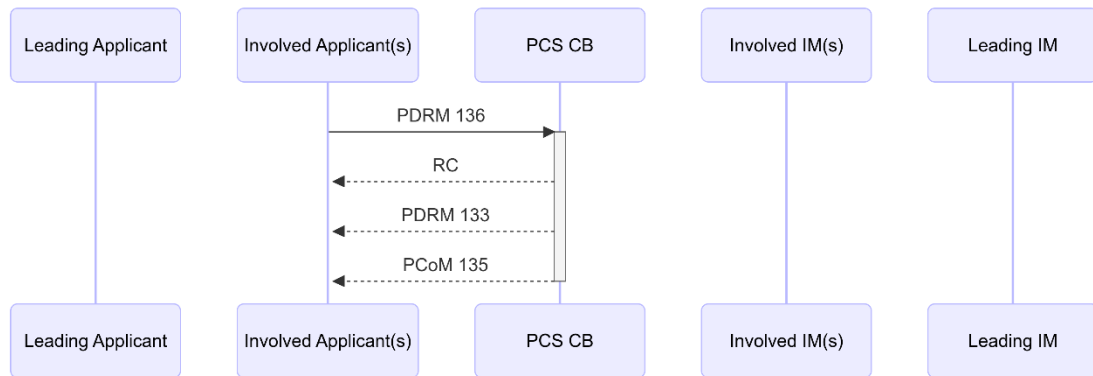 Leading Applicant
Involved Applicant(s)
PCS CB
Involved IM(s)
Leading IM
PDRM 136
RC
PDRM 133
PCoM 135
Leading Applicant
Involved Applicant(s)
PCS CB
Involved IM(s)
Leading IM